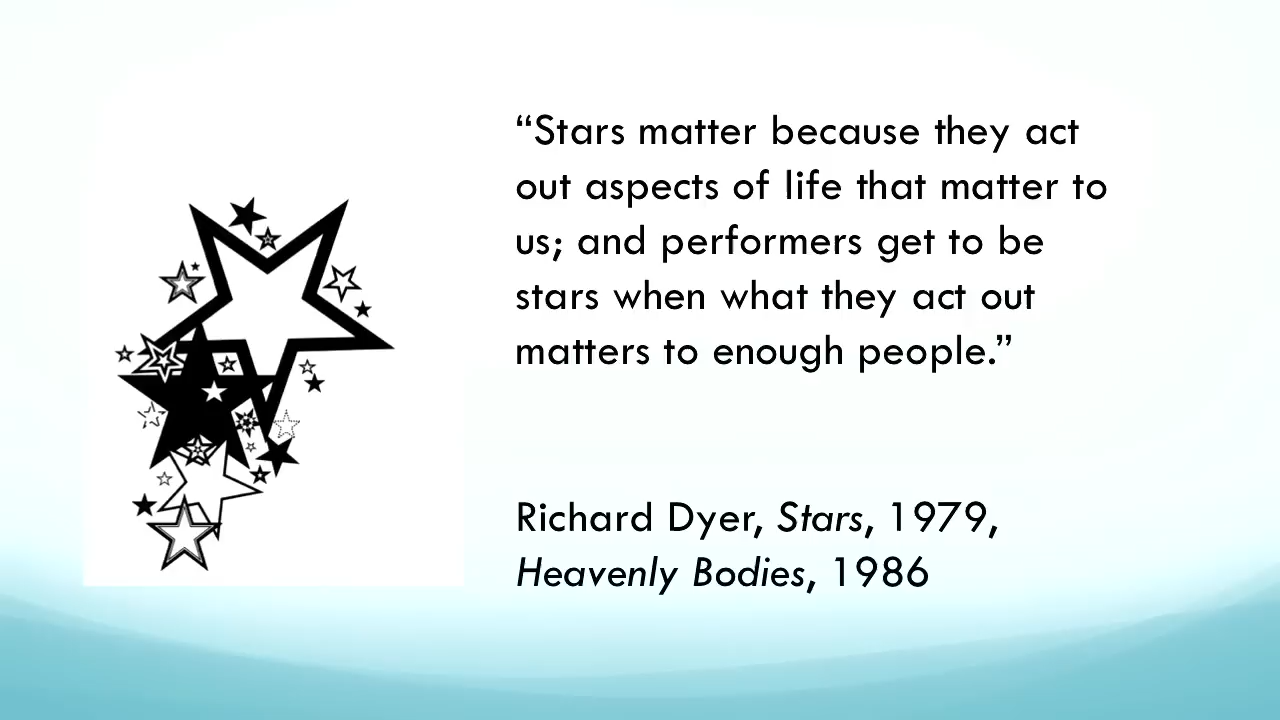 “Stars matter because they act
out aspects of life that matter to
us; and performers get to be
stars when what they act out
matters to enough people.”
Richard Dyer, Stars, 1979,
Heavenly Bodies, 1986